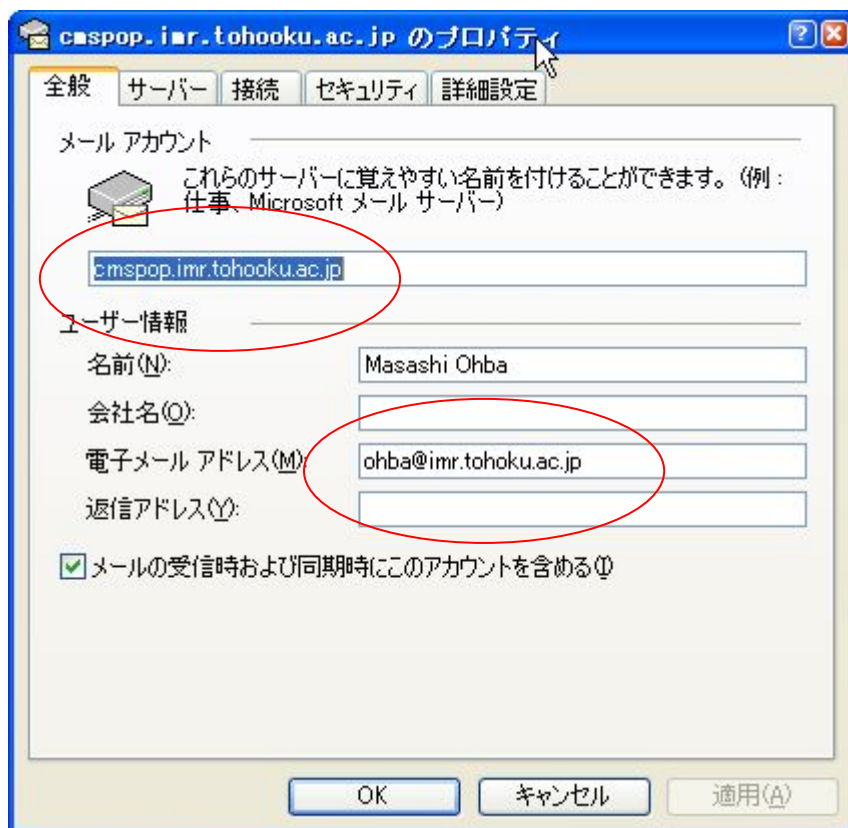 cmspop.imr.tohooku.ac.jp のプロパティ
全般 サーバー 接続 セキュリティ 詳細設定
メール アカウント
これらのサーバーに覚えやすい名前を付けることができます。(例 :
仕事、Microsoft メール サーバー)
cmspop.imr.tohooku.ac.jp
ユーザー情報
名前(N): Masashi Ohba
会社名(O):
電子メール アドレス(M): ohba@imr.tohoku.ac.jp
返信アドレス(Y):
メールの受信時および同期時にこのアカウントを含める(I)
OK キャンセル 適用(A)